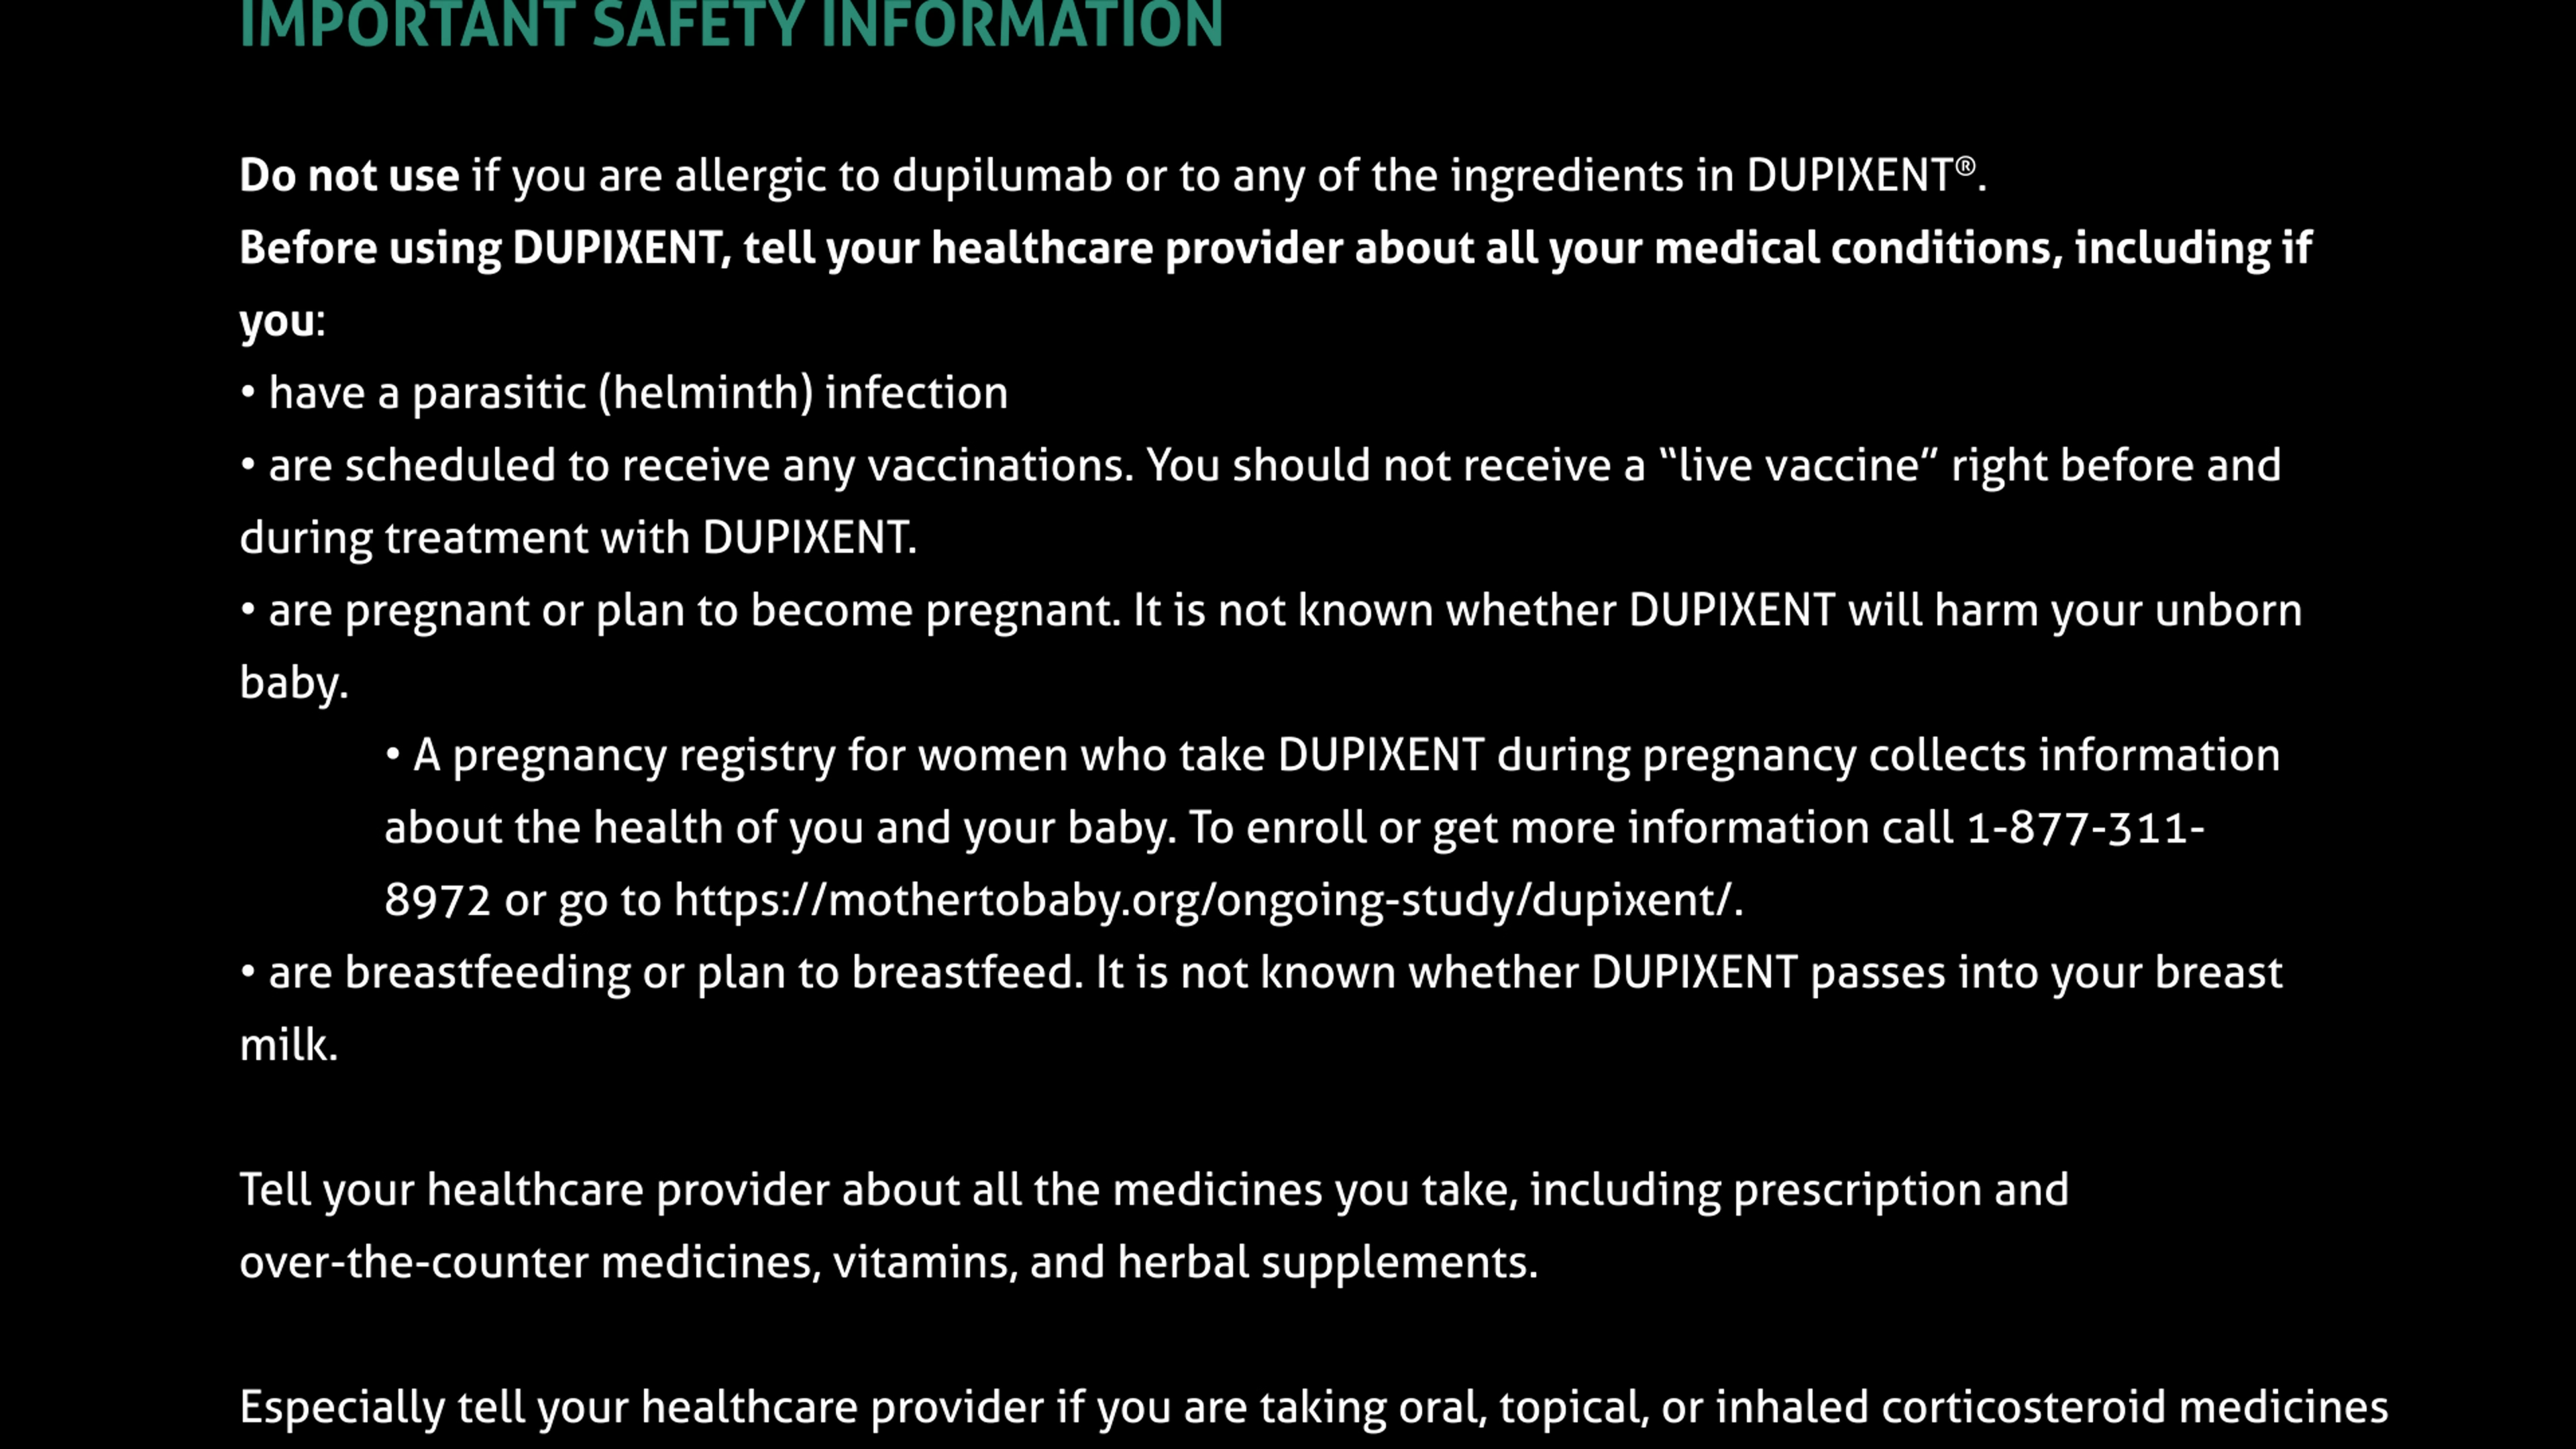 IMPORTANT SAFETY INFORMATION
Do not use if you are allergic to dupilumab or to any of the ingredients in DUPIXENT®.
Before using DUPIXENT, tell your healthcare provider about all your medical conditions, including if
you:
• have a parasitic (helminth) infection
• are scheduled to receive any vaccinations. You should not receive a “live vaccine” right before and
during treatment with DUPIXENT.
• are pregnant or plan to become pregnant. It is not known whether DUPIXENT will harm your unborn
baby.
• A pregnancy registry for women who take DUPIXENT during pregnancy collects information
about the health of you and your baby. To enroll or get more information call 1-877-311-
8972 or go to https://mothertobaby.org/ongoing-study/dupixent/.
• are breastfeeding or plan to breastfeed. It is not known whether DUPIXENT passes into your breast
milk.
Tell your healthcare provider about all the medicines you take, including prescription and
over-the-counter medicines, vitamins, and herbal supplements.
Especially tell your healthcare provider if you are taking oral, topical, or inhaled corticosteroid medicines